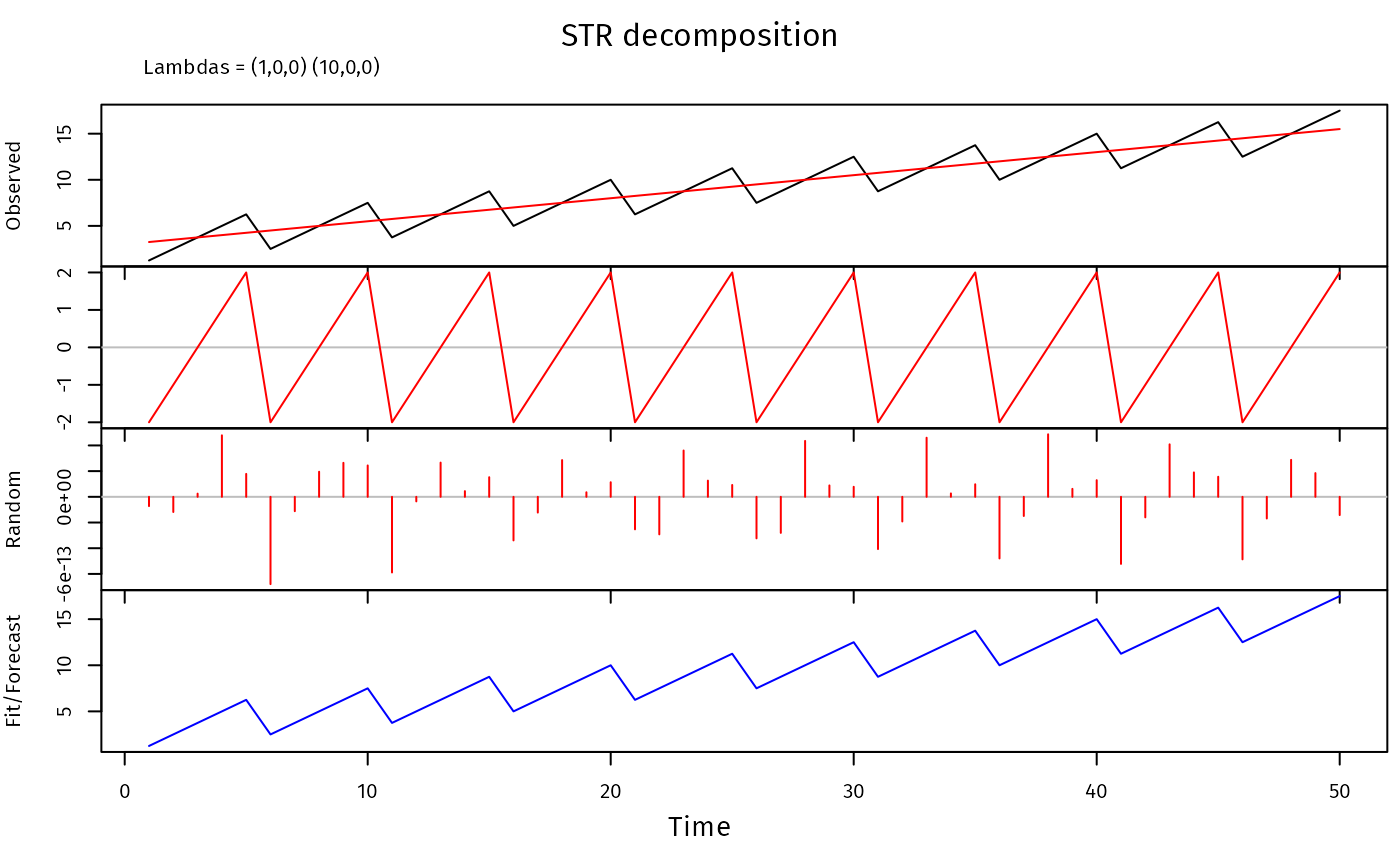 STR decomposition
Lambdas = (1,0,0) (10,0,0)
Observed
15
10
5
2
1
0
-1
-2
Random
0e+00
-6e-13
Fit/Forecast
15
10
5
0 10 20 30 40 50
Time